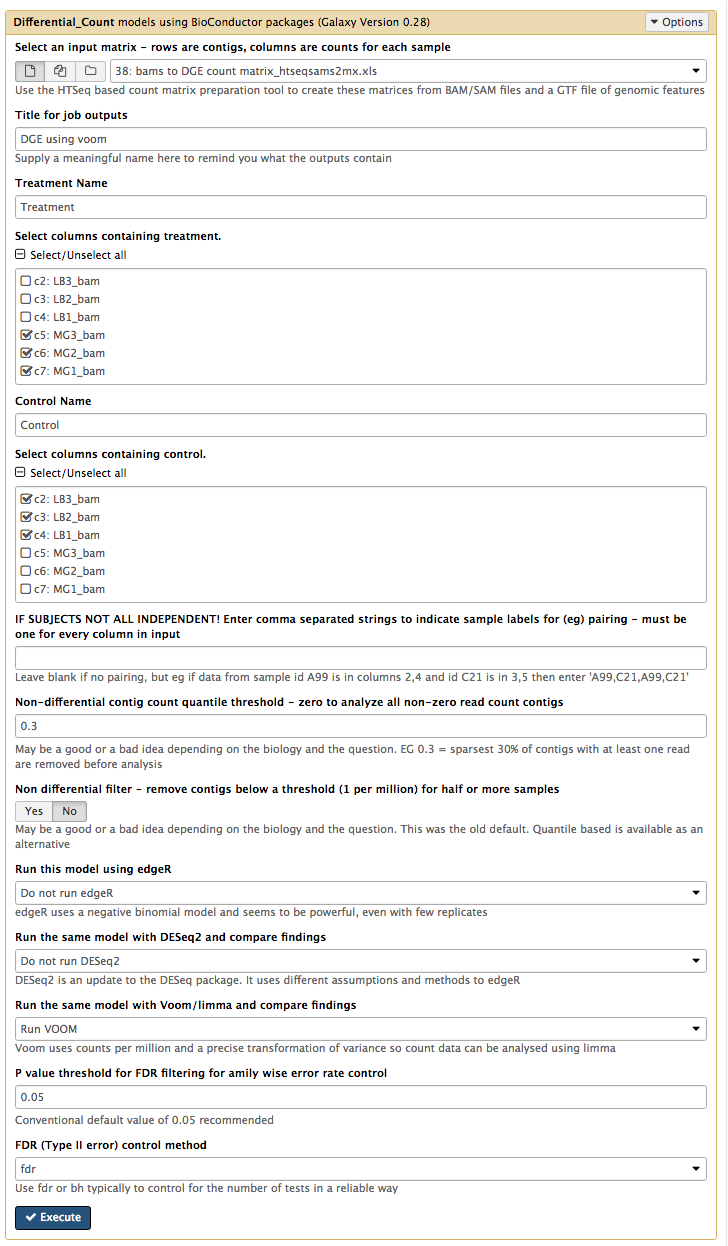 Differential_Count models using BioConductor packages (Galaxy Version 0.28)
Options
Select an input matrix - rows are contigs, columns are counts for each sample
38: bams to DGE count matrix_htseqsams2mx.xls
Use the HTSeq based count matrix preparation tool to create these matrices from BAM/SAM files and a GTF file of genomic features
Title for job outputs
DGE using voom
Supply a meaningful name here to remind you what the outputs contain
Treatment Name
Treatment
Select columns containing treatment.
Select/Unselect all
c2: LB3_bam
c3: LB2_bam
c4: LB1_bam
c5: MG3_bam
c6: MG2_bam
c7: MG1_bam
Control Name
Control
Select columns containing control.
Select/Unselect all
c2: LB3_bam
c3: LB2_bam
c4: LB1_bam
c5: MG3_bam
c6: MG2_bam
c7: MG1_bam
IF SUBJECTS NOT ALL INDEPENDENT! Enter comma separated strings to indicate sample labels for (eg) pairing - must be
one for every column in input
Leave blank if no pairing, but eg if data from sample id A99 is in columns 2,4 and id C21 is in 3,5 then enter 'A99,C21,A99,C21'
Non-differential contig count quantile threshold - zero to analyze all non-zero read count contigs
0.3
May be a good or a bad idea depending on the biology and the question. EG 0.3 = sparsest 30% of contigs with at least one read
are removed before analysis
Non differential filter - remove contigs below a threshold (1 per million) for half or more samples
Yes No
May be a good or a bad idea depending on the biology and the question. This was the old default. Quantile based is available as an
alternative
Run this model using edgeR
Do not run edgeR
edgeR uses a negative binomial model and seems to be powerful, even with few replicates
Run the same model with DESeq2 and compare findings
Do not run DESeq2
DESeq2 is an update to the DESeq package. It uses different assumptions and methods to edgeR
Run the same model with Voom/limma and compare findings
Run VOOM
Voom uses counts per million and a precise transformation of variance so count data can be analysed using limma
P value threshold for FDR filtering for amily wise error rate control
0.05
Conventional default value of 0.05 recommended
FDR (Type II error) control method
fdr
Use fdr or bh typically to control for the number of tests in a reliable way
Execute